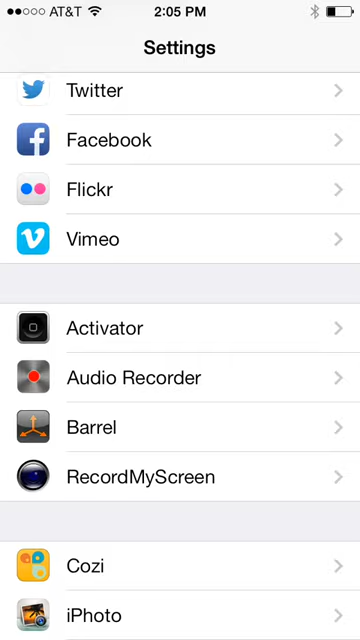 AT&T 2:05 PM
Settings
Twitter
Facebook
Flickr
Vimeo
Activator
Audio Recorder
Barrel
RecordMyScreen
Cozi
iPhoto